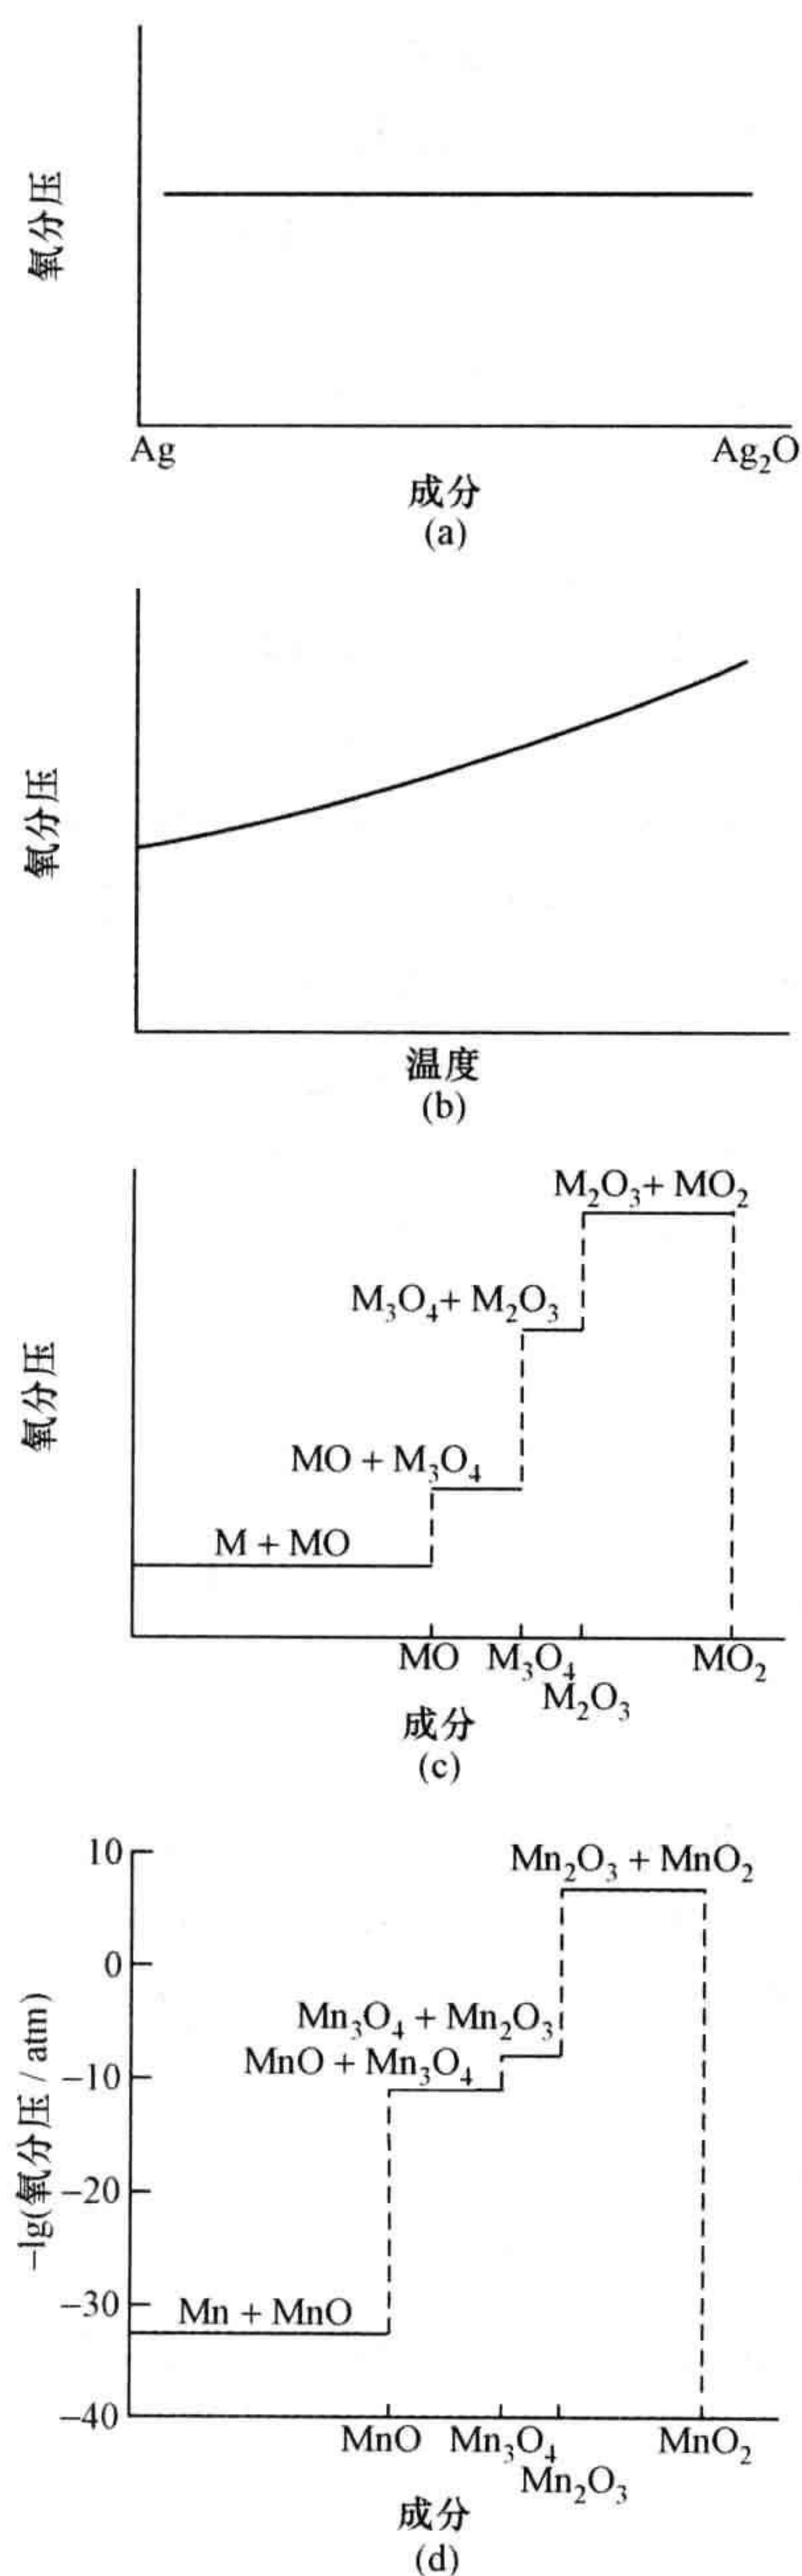 氧分压
Ag
Ag₂O
成分
(a)
氧分压
温度
(b)
氧分压
M₂O₃+ MO₂
M₃O₄+ M₂O₃
MO + M₃O₄
M + MO
MO
M₃O₄
M₂O₃
MO₂
成分
(c)
–lg(氧分压 / atm)
10
0
–10
–20
–30
–40
Mn₂O₃ + MnO₂
Mn₃O₄ + Mn₂O₃
MnO + Mn₃O₄
Mn + MnO
MnO
Mn₃O₄
Mn₂O₃
MnO₂
成分
(d)